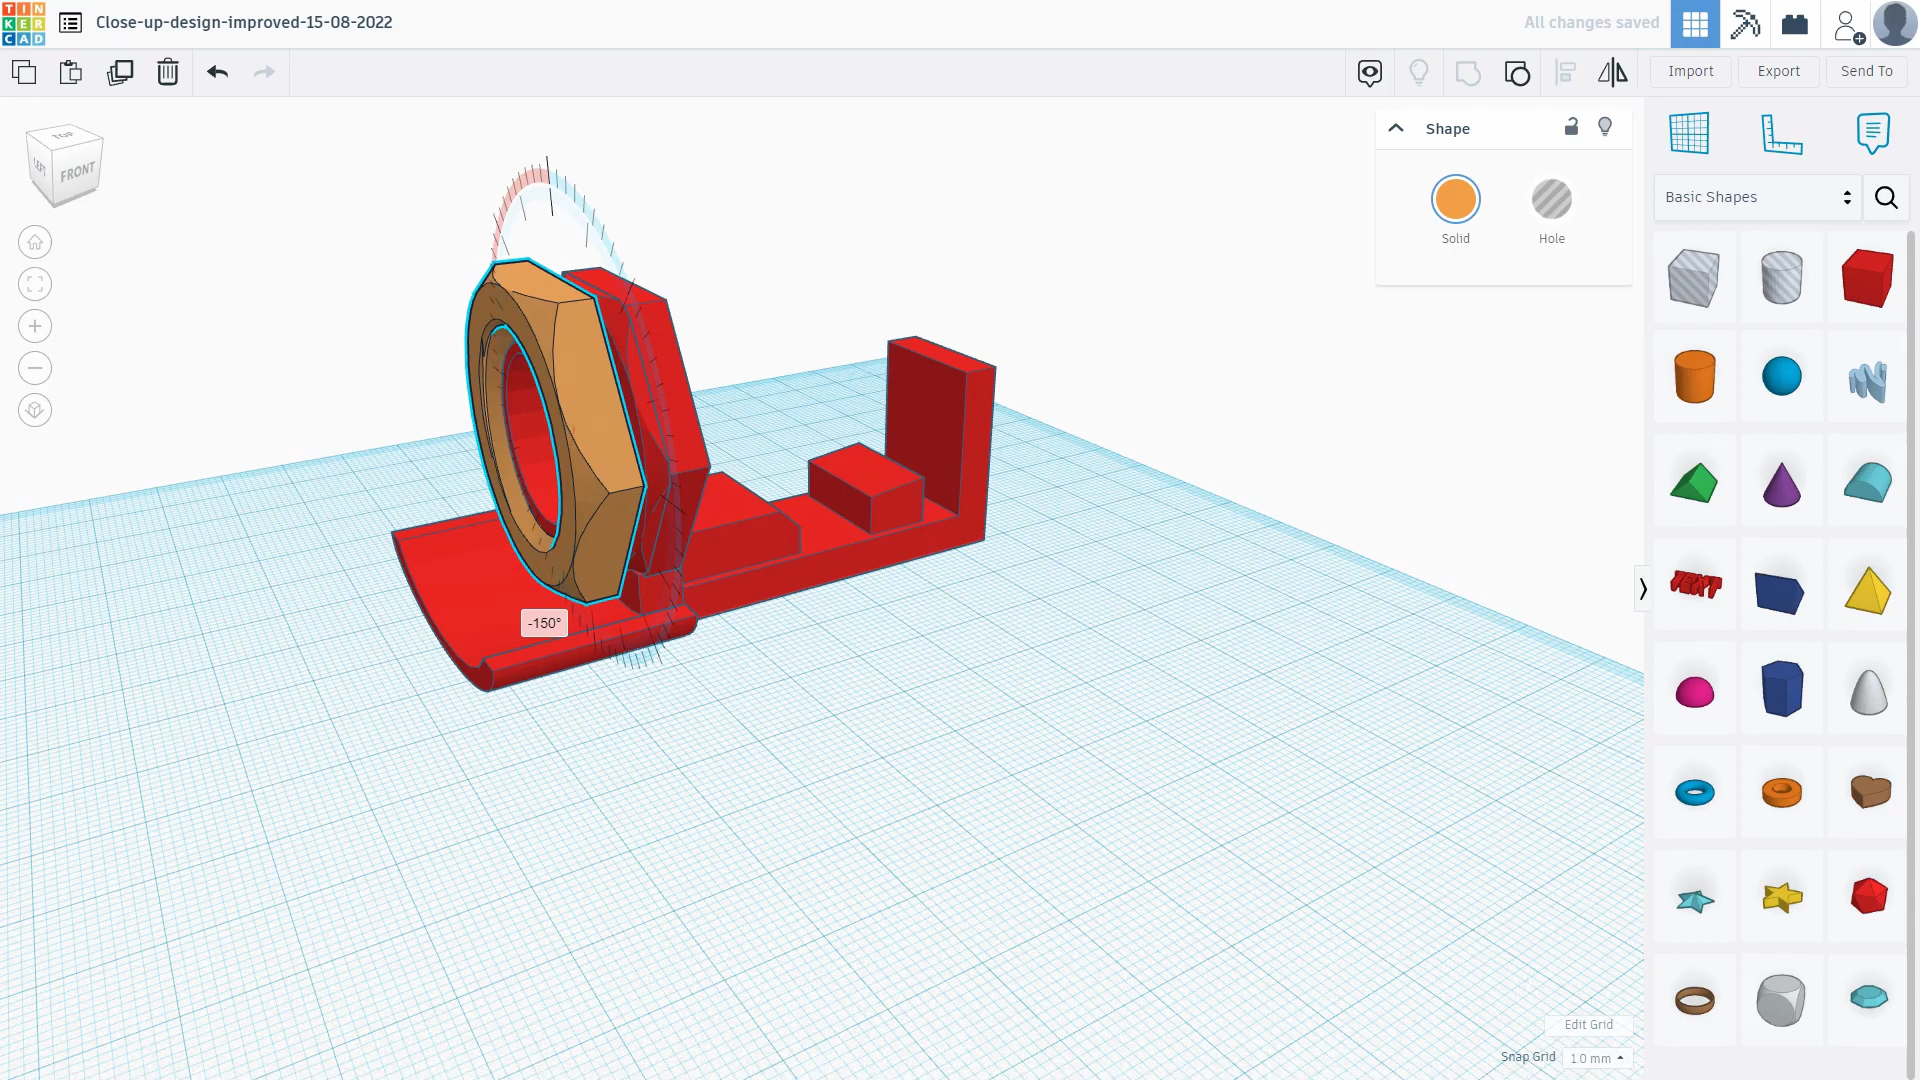 TIN
KER
CAD
Close-up-design-improved-15-08-2022
All changes saved
Import
Export
Send To
TOP
LEFT
FRONT
Shape
Solid
Hole
Basic Shapes
TEXT
-150°
Edit Grid
Snap Grid
1.0 mm